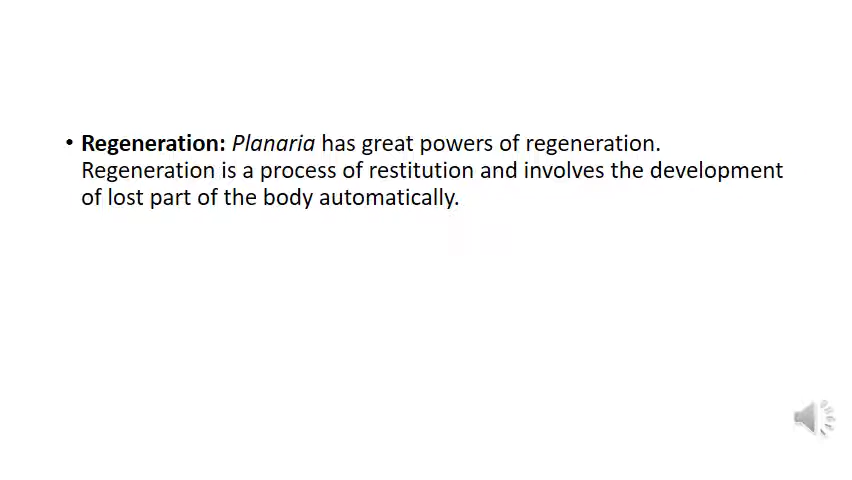 • Regeneration: Planaria has great powers of regeneration.
Regeneration is a process of restitution and involves the development
of lost part of the body automatically.